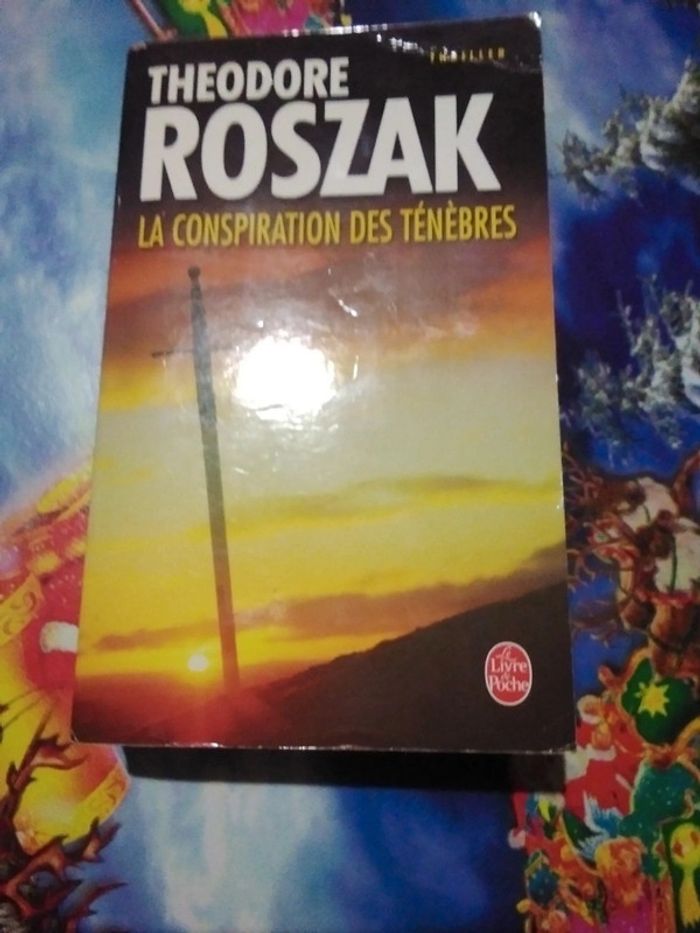 THRILLER
THEODORE
ROSZAK
LA CONSPIRATION DES TÉNÈBRES
Le
Livre
de
Poche